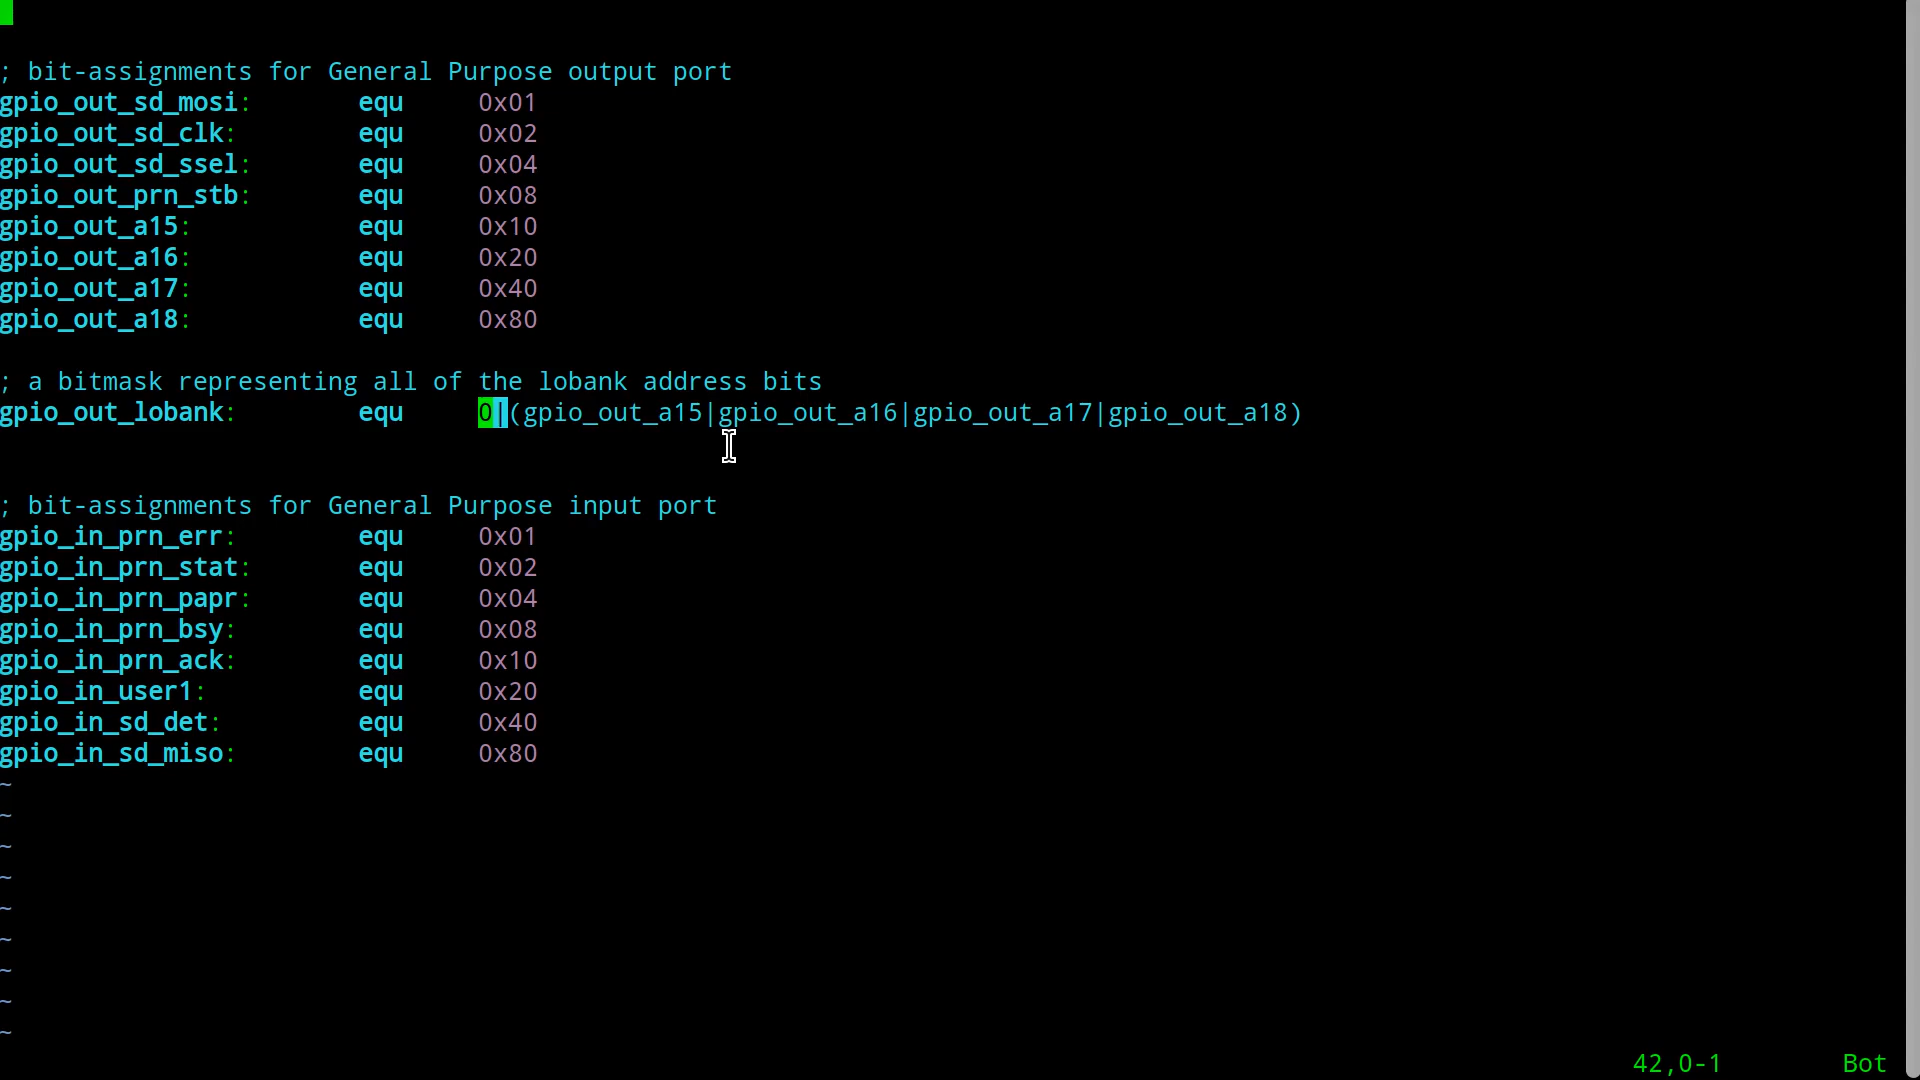 ; bit-assignments for General Purpose output port
gpio_out_sd_mosi:        equ     0x01
gpio_out_sd_clk:         equ     0x02
gpio_out_sd_ssel:        equ     0x04
gpio_out_prn_stb:        equ     0x08
gpio_out_a15:            equ     0x10
gpio_out_a16:            equ     0x20
gpio_out_a17:            equ     0x40
gpio_out_a18:            equ     0x80
; a bitmask representing all of the lobank address bits
gpio_out_lobank:         equ     0|(gpio_out_a15|gpio_out_a16|gpio_out_a17|gpio_out_a18)
; bit-assignments for General Purpose input port
gpio_in_prn_err:         equ     0x01
gpio_in_prn_stat:        equ     0x02
gpio_in_prn_papr:        equ     0x04
gpio_in_prn_bsy:         equ     0x08
gpio_in_prn_ack:         equ     0x10
gpio_in_user1:           equ     0x20
gpio_in_sd_det:          equ     0x40
gpio_in_sd_miso:         equ     0x80
~
~
~
~
~
~
~
~
~
42,0-1        Bot